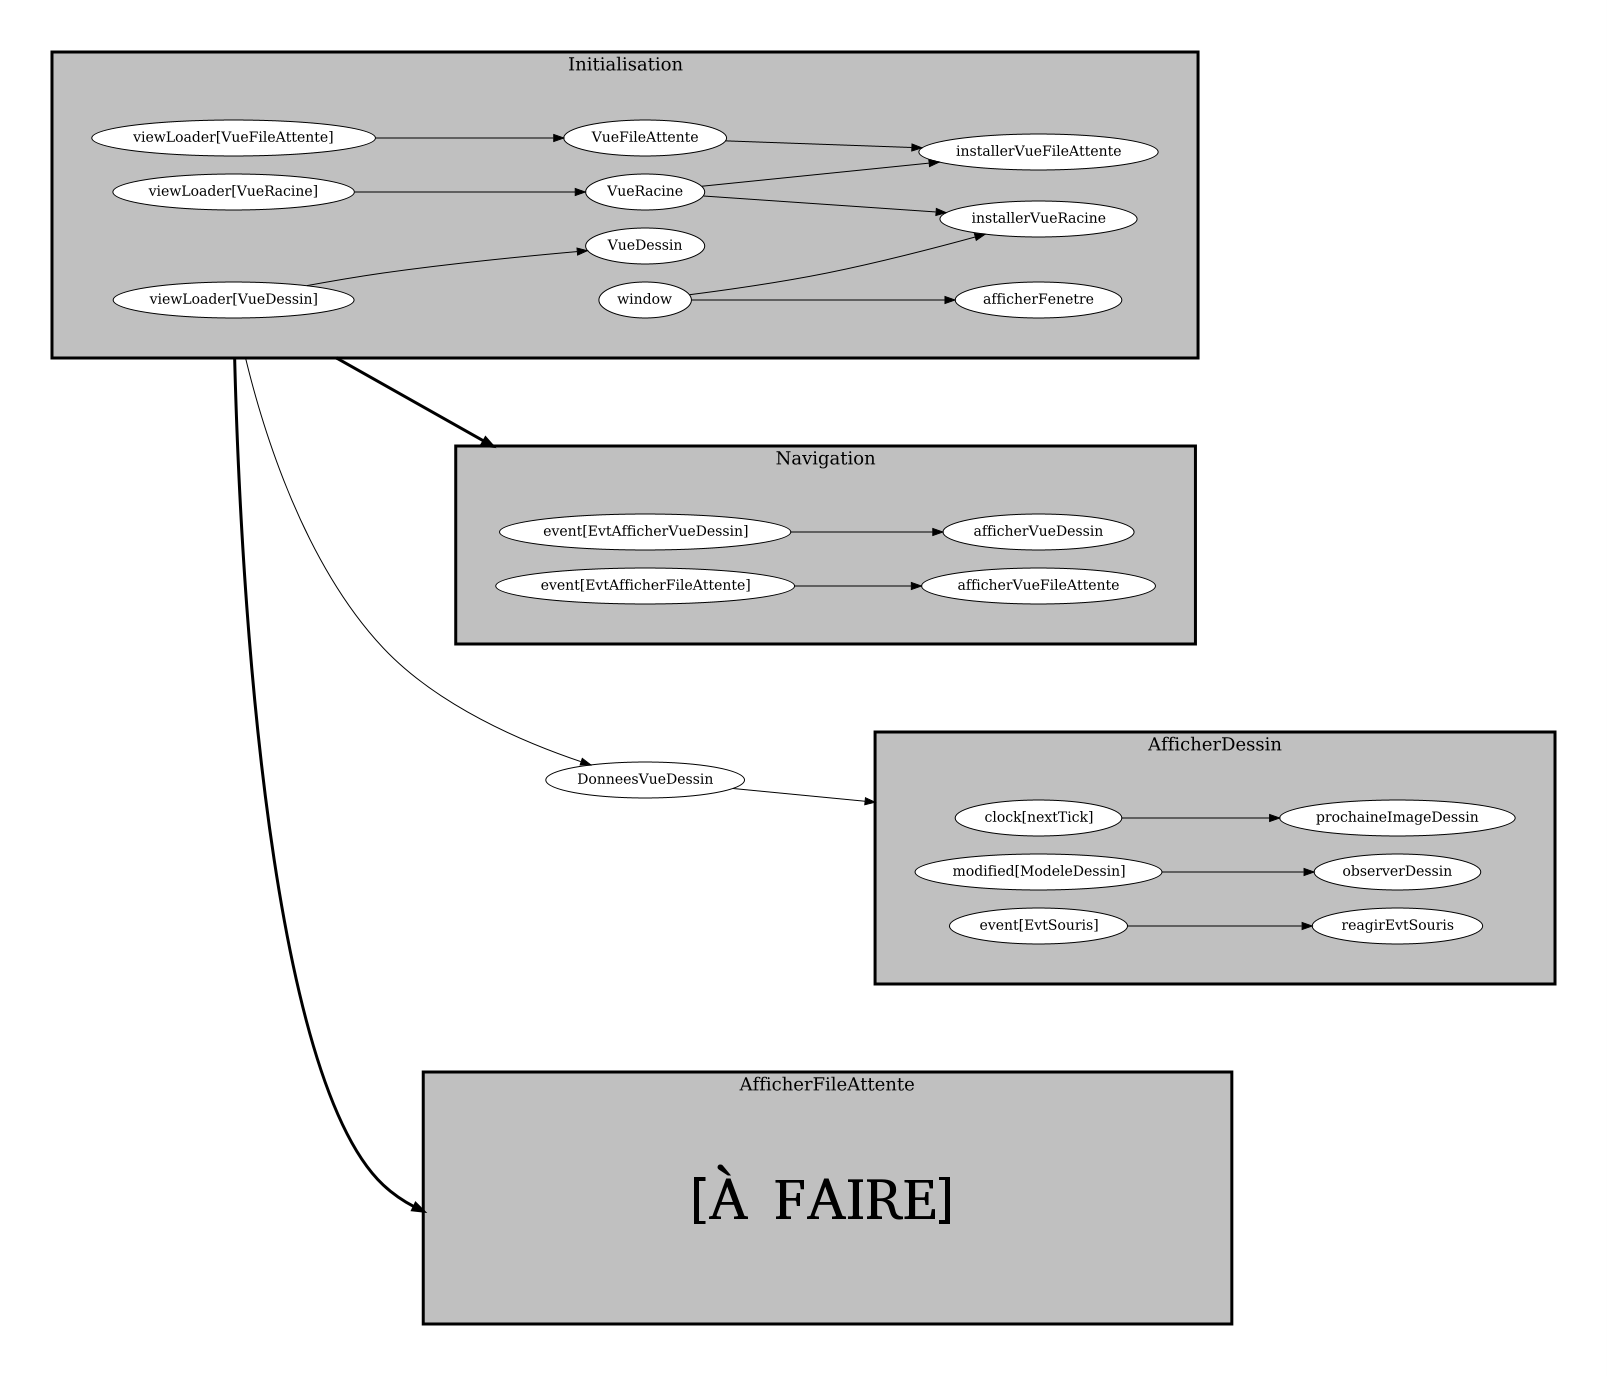 Initialisation
viewLoader[VueFileAttente]
VueFileAttente
installerVueFileAttente
viewLoader[VueRacine]
VueRacine
installerVueRacine
VueDessin
viewLoader[VueDessin]
window
afficherFenetre
Navigation
event[EvtAfficherVueDessin]
afficherVueDessin
event[EvtAfficherFileAttente]
afficherVueFileAttente
DonneesVueDessin
AfficherDessin
clock[nextTick]
prochaineImageDessin
modified[ModeleDessin]
observerDessin
event[EvtSouris]
reagirEvtSouris
AfficherFileAttente
[À FAIRE]